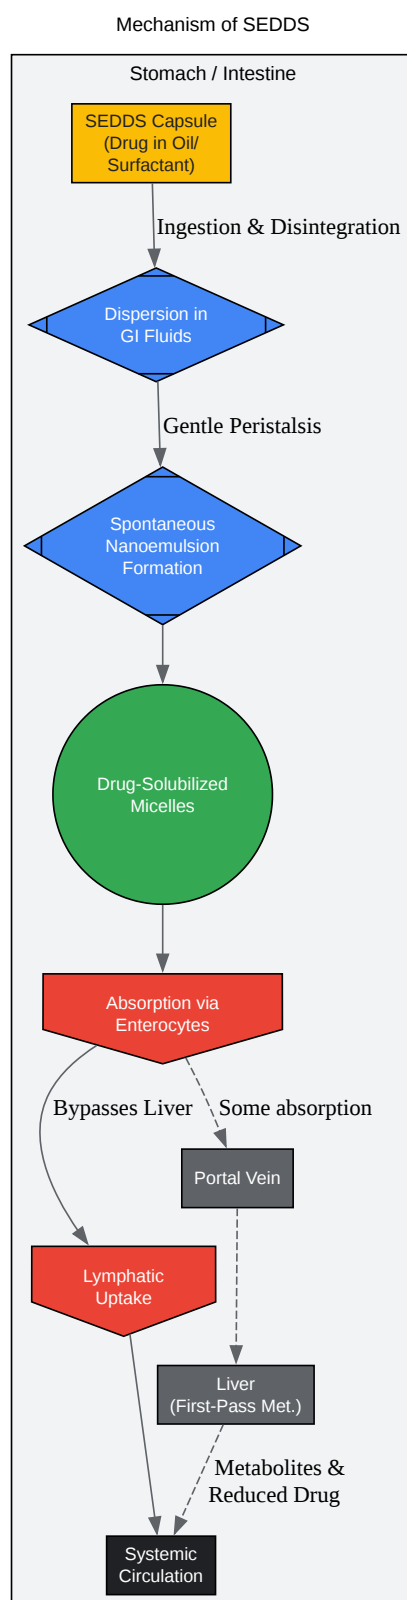 Mechanism of SEDDS
Stomach / Intestine
SEDDS Capsule
(Drug in Oil/
Surfactant)
Ingestion & Disintegration
Dispersion in
GI Fluids
Gentle Peristalsis
Spontaneous
Nanoemulsion
Formation
Drug-Solubilized
Micelles
Absorption via
Enterocytes
Bypasses Liver
Some absorption
Portal Vein
Lymphatic
Uptake
Liver
(First-Pass Met.)
Metabolites &
Reduced Drug
Systemic
Circulation